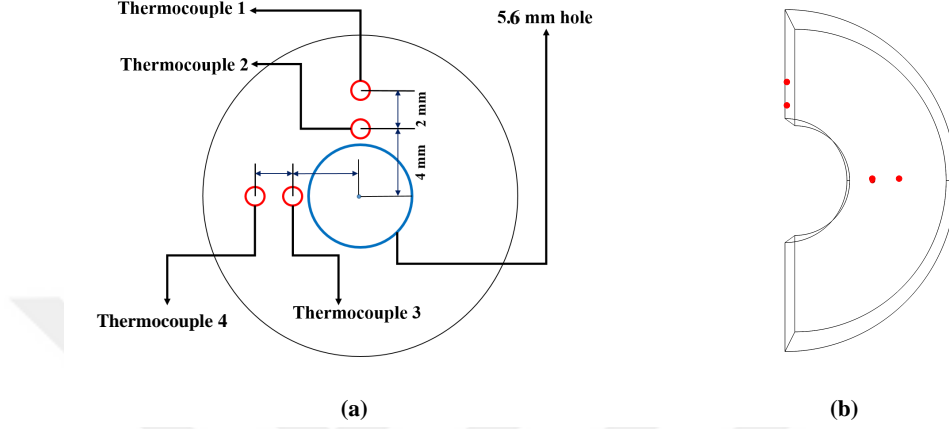 Thermocouple 1
5.6 mm hole
Thermocouple 2
2 mm
4 mm
Thermocouple 4
Thermocouple 3
(a)
(b)